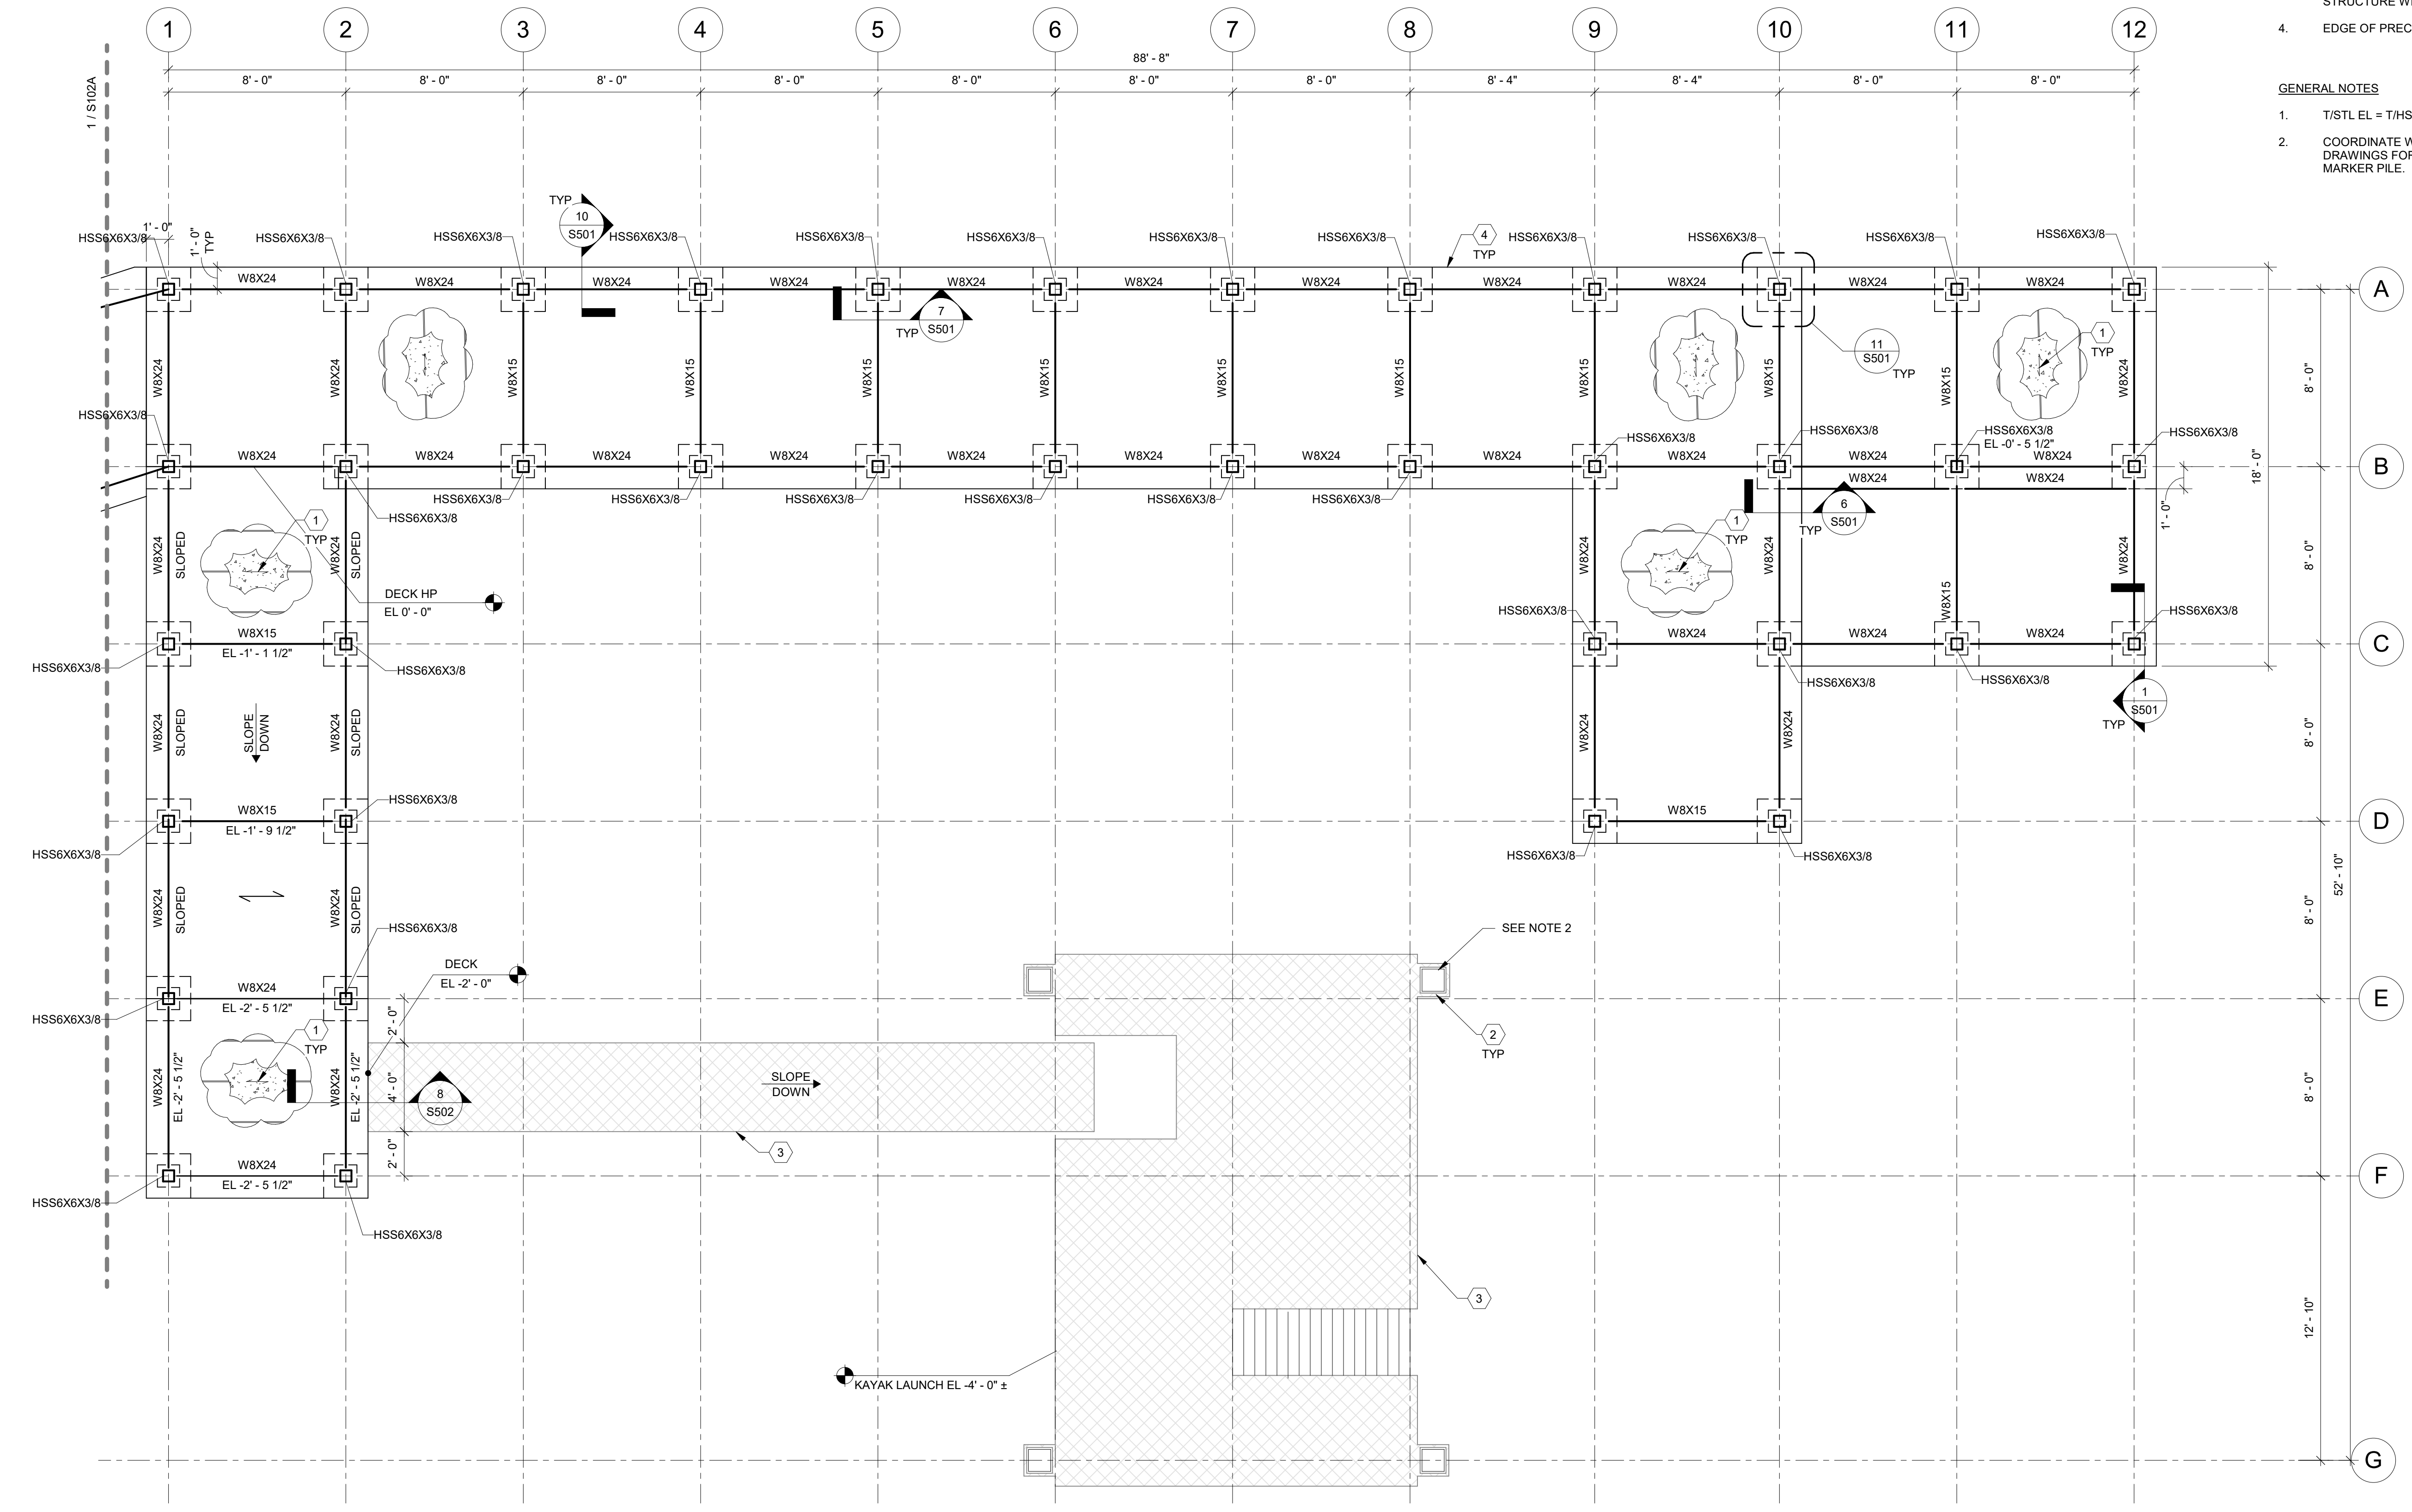 STRUCTURE
1 2 3 4 5 6 7 8 9 10 11 12
4. EDGE OF
88' - 8"
8' - 0" 8' - 0" 8' - 0" 8' - 0" 8' - 0" 8' - 0" 8' - 0" 8' - 4" 8' - 4" 8' - 0" 8' - 0"
1 / S102A
GENERAL NOTES
1. T/STL EL =
2. COORDINATE
DRAWINGS
MARKER PILE.
TYP
10
S501
1' - 0"
1' - 0"
TYP
HSS6X6X3/8 HSS6X6X3/8 HSS6X6X3/8 HSS6X6X3/8 HSS6X6X3/8 HSS6X6X3/8 HSS6X6X3/8 HSS6X6X3/8 HSS6X6X3/8 HSS6X6X3/8 HSS6X6X3/8 HSS6X6X3/8
4
TYP
W8X24 W8X24 W8X24 W8X24 W8X24 W8X24 W8X24 W8X24 W8X24 W8X24 W8X24
A
7
S501
TYP
11
S501
TYP
1
TYP
W8X24 W8X24 W8X15 W8X15 W8X15 W8X15 W8X15 W8X15 W8X15 W8X15 W8X15 W8X24
8' - 0"
HSS6X6X3/8
HSS6X6X3/8 HSS6X6X3/8 HSS6X6X3/8 HSS6X6X3/8
EL -0' - 5 1/2"
W8X24 W8X24 W8X24 W8X24 W8X24 W8X24 W8X24 W8X24 W8X24 W8X24 W8X24
B
18' - 0"
W8X24 W8X24
HSS6X6X3/8 HSS6X6X3/8 HSS6X6X3/8 HSS6X6X3/8 HSS6X6X3/8 HSS6X6X3/8
HSS6X6X3/8
1' - 0"
1
TYP
1
TYP
6
S501
TYP
W8X24
SLOPED
W8X24
SLOPED
W8X24 W8X24 W8X15 W8X24
8' - 0"
DECK HP
EL 0' - 0"
HSS6X6X3/8 HSS6X6X3/8
W8X15
EL -1' - 1 1/2"
W8X24 W8X24 W8X24
C
HSS6X6X3/8 HSS6X6X3/8
HSS6X6X3/8 HSS6X6X3/8
1
S501
TYP
W8X24
SLOPED
SLOPE
DOWN
W8X24
SLOPED
W8X24 W8X24
8' - 0"
HSS6X6X3/8
W8X15
EL -1' - 9 1/2"
W8X15
D
HSS6X6X3/8
HSS6X6X3/8 HSS6X6X3/8
52' - 10"
W8X24
SLOPED
W8X24
SLOPED
8' - 0"
HSS6X6X3/8
SEE NOTE 2
DECK
EL -2' - 0"
W8X24
EL -2' - 5 1/2"
E
HSS6X6X3/8
2' - 0"
1
TYP
2
TYP
W8X24
EL -2' - 5 1/2"
W8X24
EL -2' - 5 1/2"
4' - 0"
8
S502
SLOPE
DOWN
8' - 0"
3
2' - 0"
W8X24
EL -2' - 5 1/2"
F
HSS6X6X3/8
HSS6X6X3/8
3
12' - 10"
KAYAK LAUNCH EL -4' - 0" ±
G